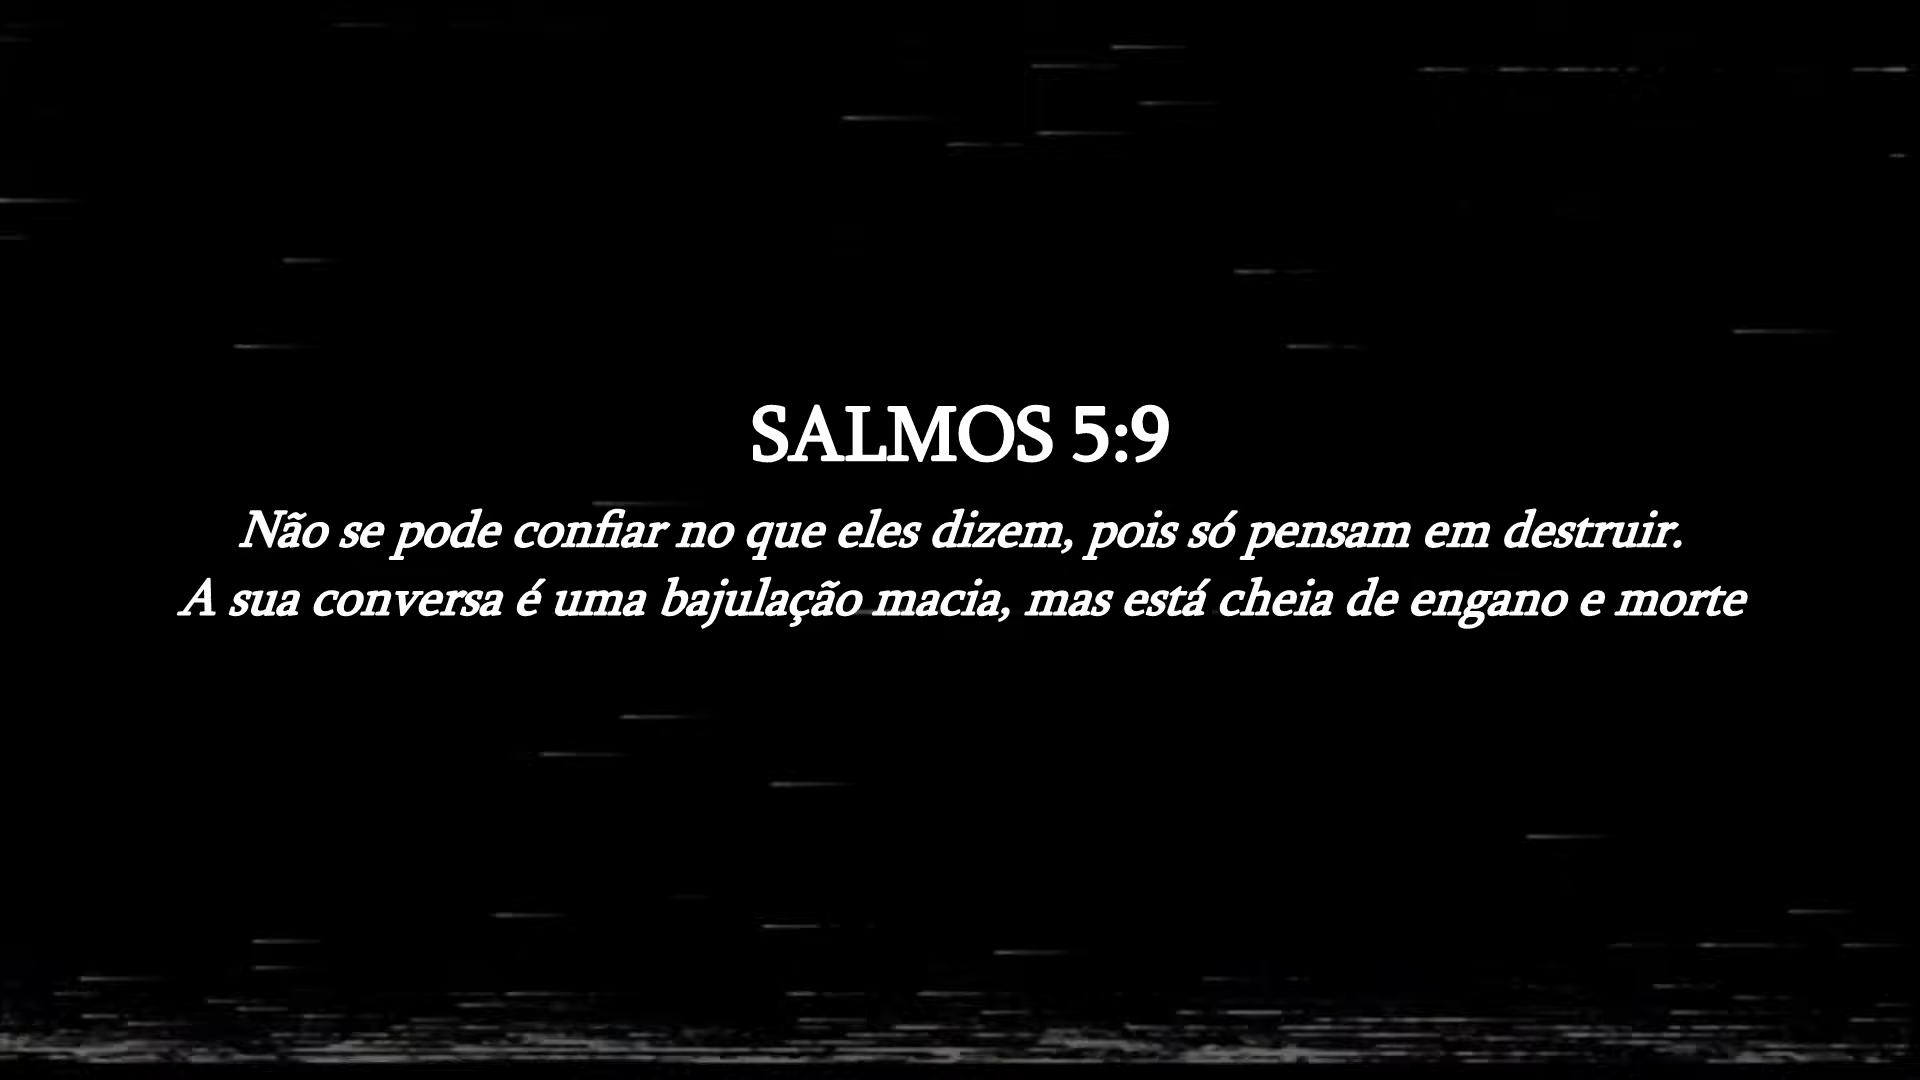 SALMOS 5:9
Não se pode confiar no que eles dizem, pois só pensam em destruir.
A sua conversa é uma bajulação macia, mas está cheia de engano e morte